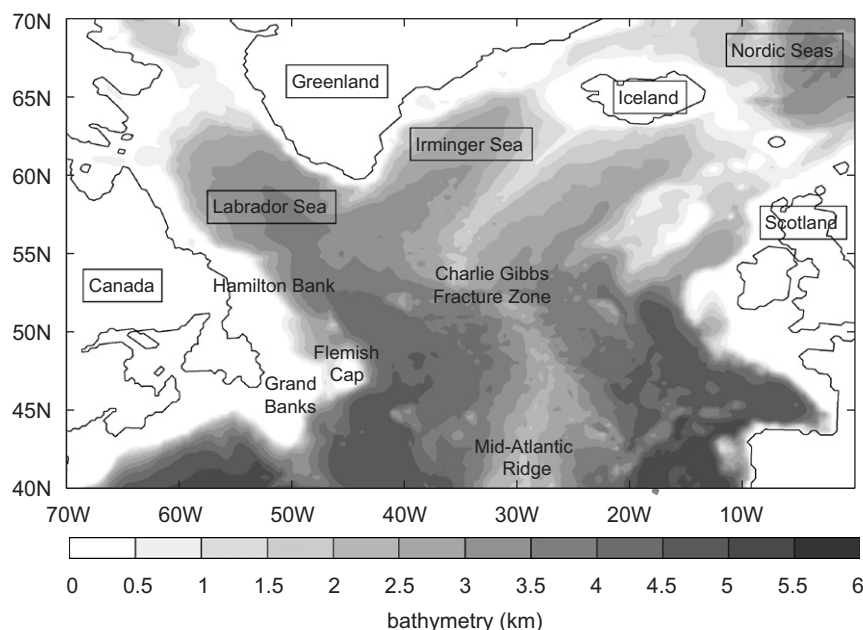 70N
Nordic Seas
Greenland
65N
Iceland
Irminger Sea
60N
Labrador Sea
Scotland
55N
Canada
Hamilton Bank
Charlie Gibbs
Fracture Zone
50N
Flemish
Cap
Grand
Banks
45N
Mid-Atlantic
Ridge
40N
70W 60W 50W 40W 30W 20W 10W
0 0.5 1 1.5 2 2.5 3 3.5 4 4.5 5 5.5 6
bathymetry (km)